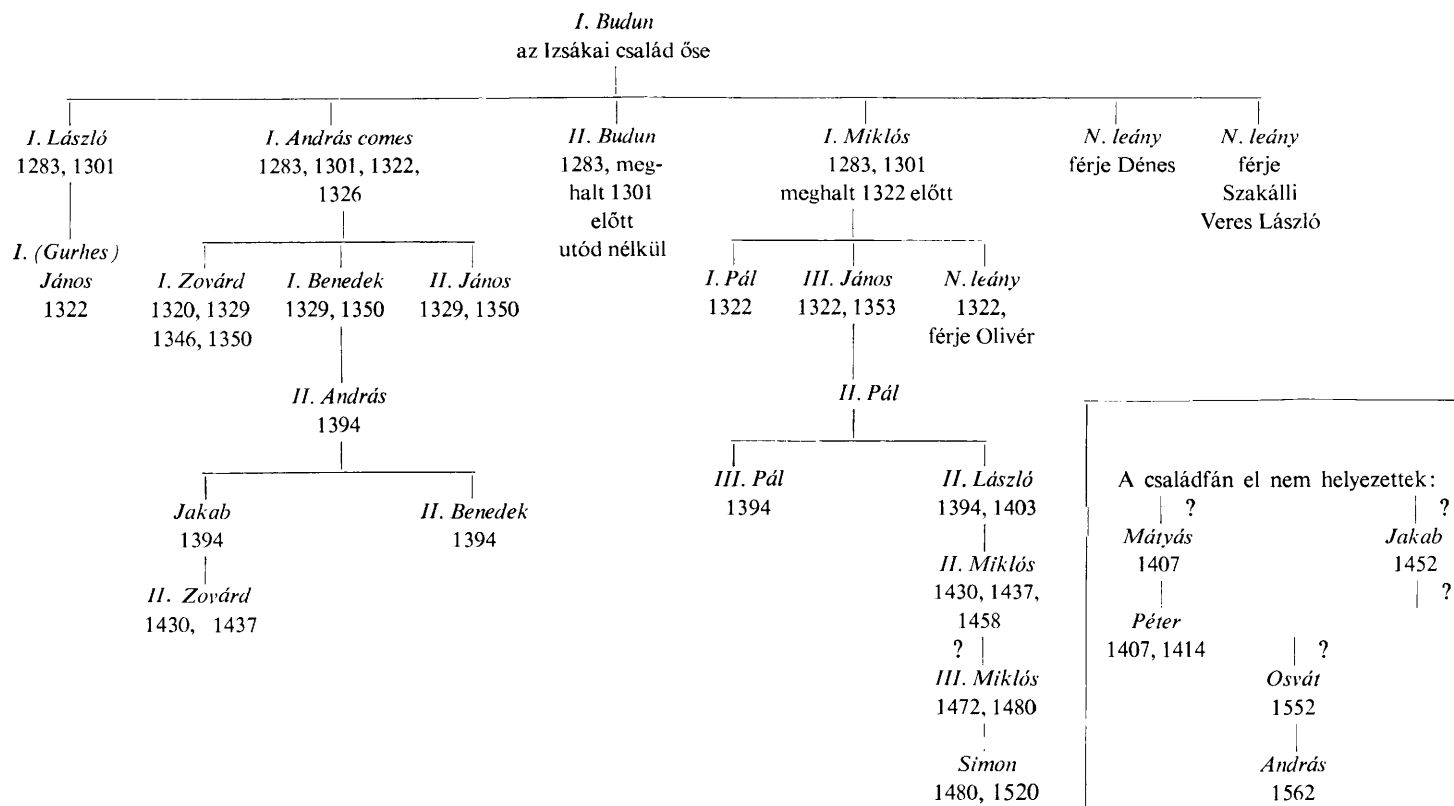 I. Budun
az Izsákai család őse
I. László
1283, 1301
I. András comes
1283, 1301, 1322,
1326
II. Budun
1283, meg-
halt 1301
előtt
utód nélkül
I. Miklós
1283, 1301
meghalt 1322 előtt
N. leány
férje Dénes
N. leány
férje
Szakálli
Veres László
I. (Gurhes)
János
1322
I. Zovárd
1320, 1329
1346, 1350
I. Benedek
1329, 1350
II. János
1329, 1350
I. Pál
1322
III. János
1322, 1353
N. leány
1322,
férje Olivér
II. András
1394
II. Pál
Jakab
1394
II. Benedek
1394
III. Pál
1394
II. László
1394, 1403
II. Zovárd
1430, 1437
II. Miklós
1430, 1437,
1458
?
III. Miklós
1472, 1480
Simon
1480, 1520
A családfán el nem helyezettek:
?
Mátyás
1407
Péter
1407, 1414
?
Jakab
1452
?
?
Osvát
1552
András
1562